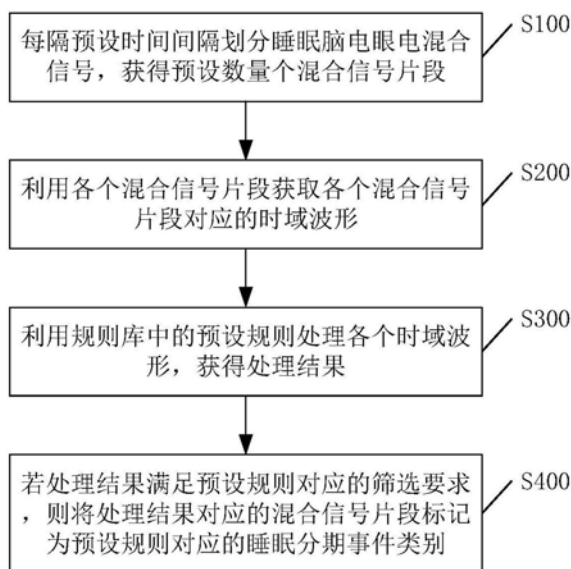 每隔预设时间间隔划分睡眠脑电眼电混合
信号，获得预设数量个混合信号片段
S100
利用各个混合信号片段获取各个混合信号
片段对应的时域波形
S200
利用规则库中的预设规则处理各个时域波
形，获得处理结果
S300
若处理结果满足预设规则对应的筛选要求
，则将处理结果对应的混合信号片段标记
为预设规则对应的睡眠分期事件类别
S400